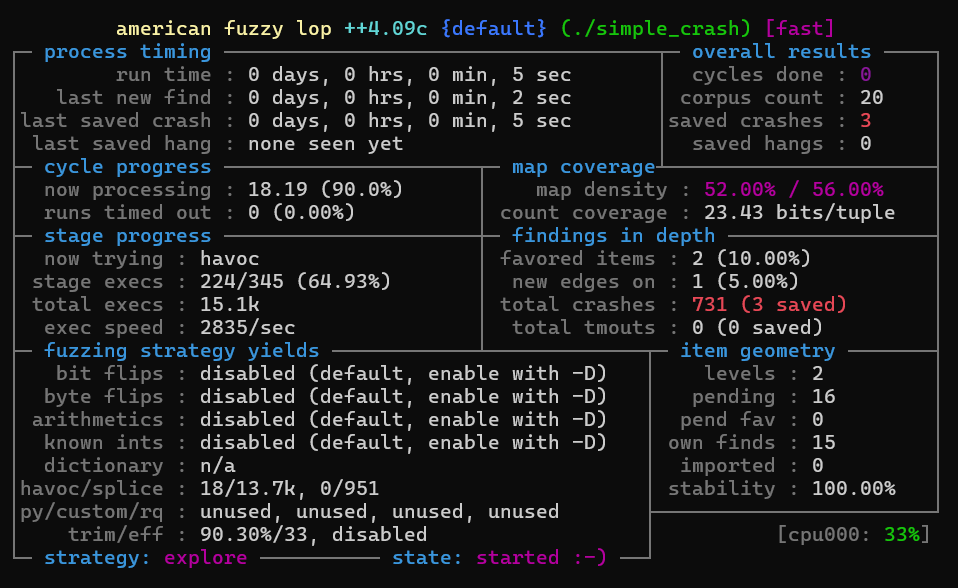 american fuzzy lop ++4.09c {default} (./simple_crash) [fast]
process timing overall results
run time : 0 days, 0 hrs, 0 min, 5 sec cycles done : 0
last new find : 0 days, 0 hrs, 0 min, 2 sec corpus count : 20
last saved crash : 0 days, 0 hrs, 0 min, 5 sec saved crashes : 3
last saved hang : none seen yet saved hangs : 0
cycle progress map coverage
now processing : 18.19 (90.0%) map density : 52.00% / 56.00%
runs timed out : 0 (0.00%) count coverage : 23.43 bits/tuple
stage progress findings in depth
now trying : havoc favored items : 2 (10.00%)
stage execs : 224/345 (64.93%) new edges on : 1 (5.00%)
total execs : 15.1k total crashes : 731 (3 saved)
exec speed : 2835/sec total tmouts : 0 (0 saved)
fuzzing strategy yields item geometry
bit flips : disabled (default, enable with -D) levels : 2
byte flips : disabled (default, enable with -D) pending : 16
arithmetics : disabled (default, enable with -D) pend fav : 0
known ints : disabled (default, enable with -D) own finds : 15
dictionary : n/a imported : 0
havoc/splice : 18/13.7k, 0/951 stability : 100.00%
py/custom/rq : unused, unused, unused, unused
trim/eff : 90.30%/33, disabled [cpu000: 33%]
strategy: explore state: started :-)